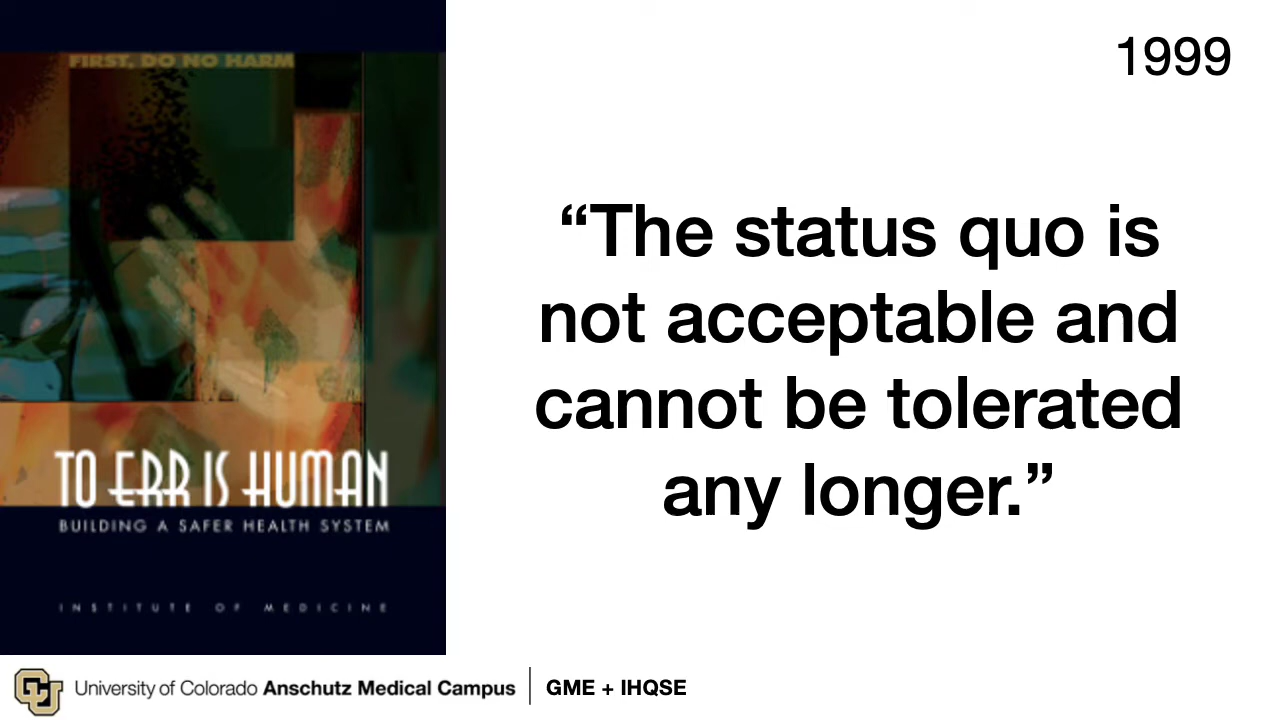 FIRST, DO NO HARM
TO ERR IS HUMAN
BUILDING A SAFER HEALTH SYSTEM
INSTITUTE OF MEDICINE
1999
“The status quo is
not acceptable and
cannot be tolerated
any longer.”
CU
University of Colorado Anschutz Medical Campus
GME + IHQSE